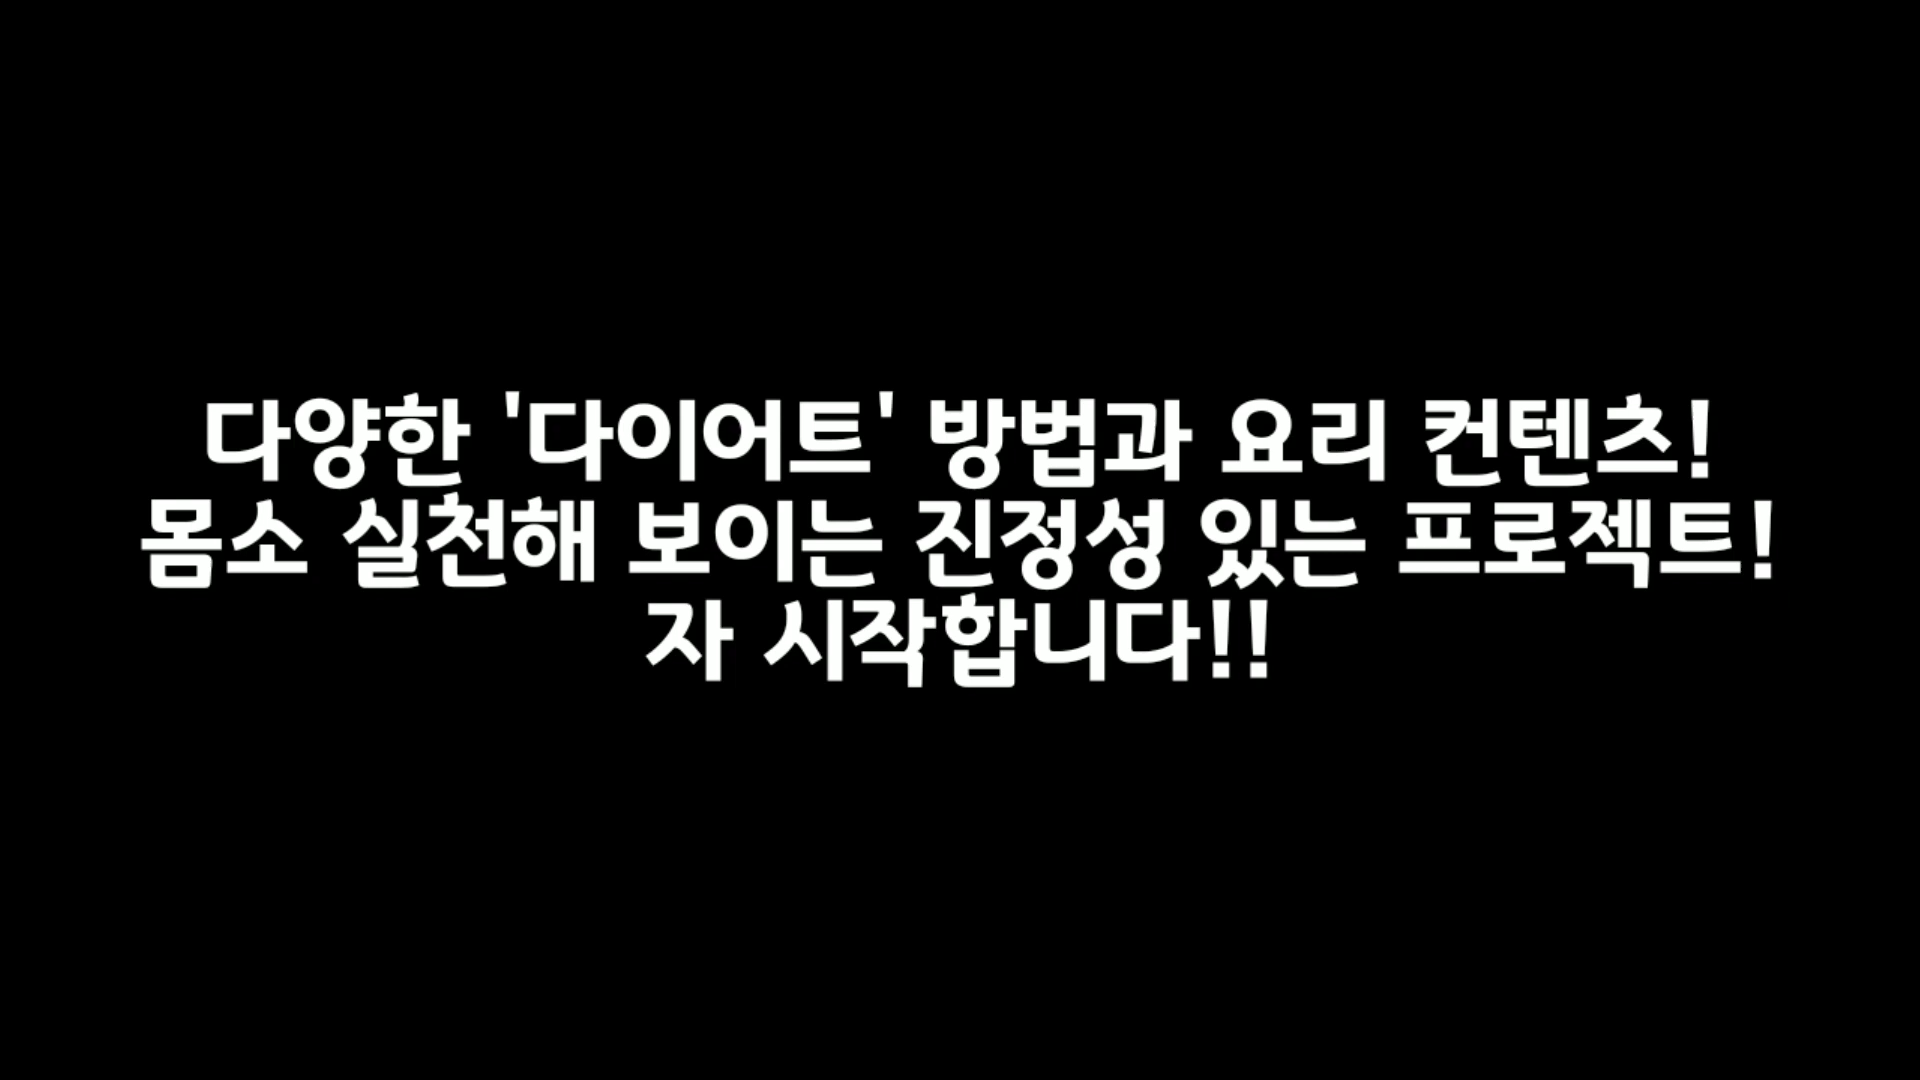 다양한 '다이어트' 방법과 요리 컨텐츠!
몸소 실천해 보이는 진정성 있는 프로젝트!
자 시작합니다!!